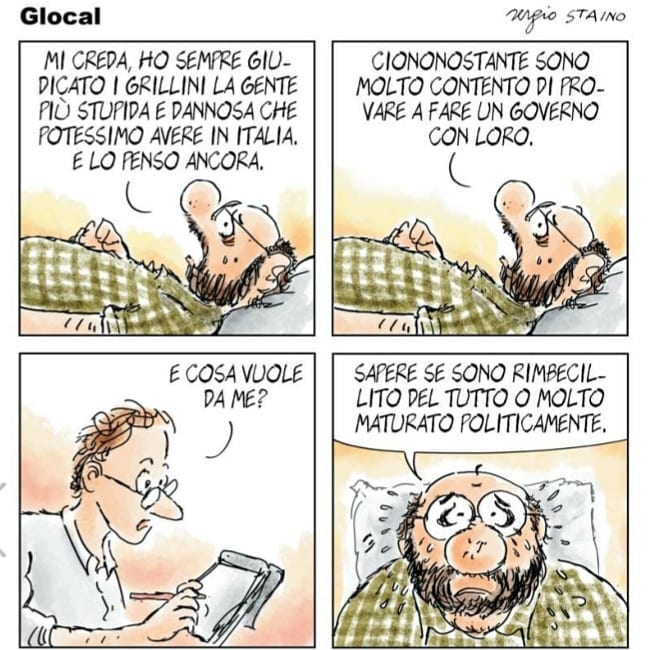 Glocal
Sergio STAINO
MI CREDA, HO SEMPRE GIU-
DICATO I GRILLINI LA GENTE
PIÙ STUPIDA E DANNOSA CHE
POTESSIMO AVERE IN ITALIA.
E LO PENSO ANCORA.
CIONONOSTANTE SONO
MOLTO CONTENTO DI PRO-
VARE A FARE UN GOVERNO
CON LORO.
E COSA VUOLE
DA ME?
SAPERE SE SONO RIMBECIL-
LITO DEL TUTTO O MOLTO
MATURATO POLITICAMENTE.